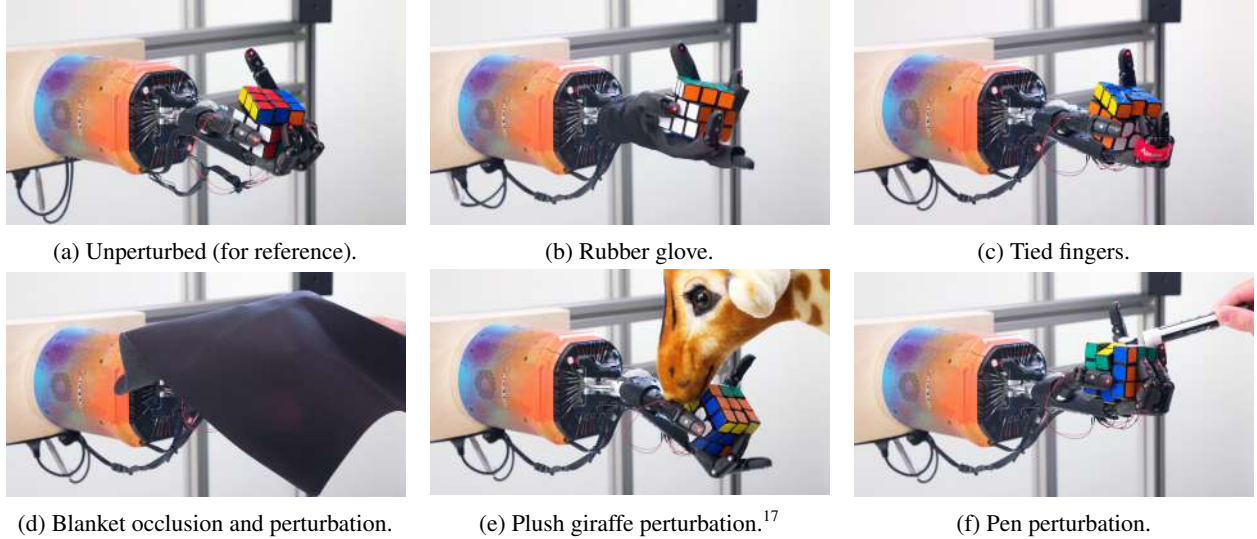 (a) Unperturbed (for reference).
(b) Rubber glove.
(c) Tied fingers.
(d) Blanket occlusion and perturbation.
(e) Plush giraffe perturbation.17
(f) Pen perturbation.